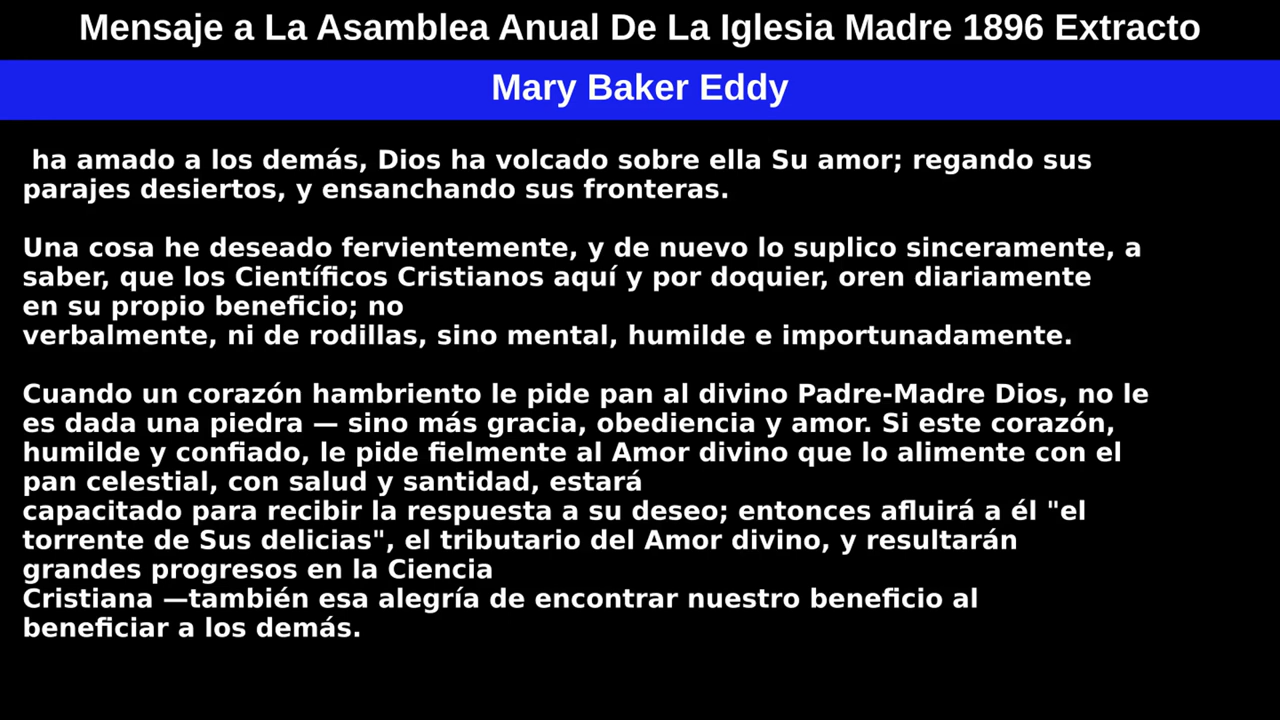 Mensaje a La Asamblea Anual De La Iglesia Madre 1896 Extracto
Mary Baker Eddy
ha amado a los demás, Dios ha volcado sobre ella Su amor; regando sus
parajes desiertos, y ensanchando sus fronteras.
Una cosa he deseado fervientemente, y de nuevo lo suplico sinceramente, a
saber, que los Científicos Cristianos aquí y por doquier, oren diariamente
en su propio beneficio; no
verbalmente, ni de rodillas, sino mental, humilde e importunadamente.
Cuando un corazón hambriento le pide pan al divino Padre-Madre Dios, no le
es dada una piedra — sino más gracia, obediencia y amor. Si este corazón,
humilde y confiado, le pide fielmente al Amor divino que lo alimente con el
pan celestial, con salud y santidad, estará
capacitado para recibir la respuesta a su deseo; entonces afluirá a él "el
torrente de Sus delicias", el tributario del Amor divino, y resultarán
grandes progresos en la Ciencia
Cristiana —también esa alegría de encontrar nuestro beneficio al
beneficiar a los demás.